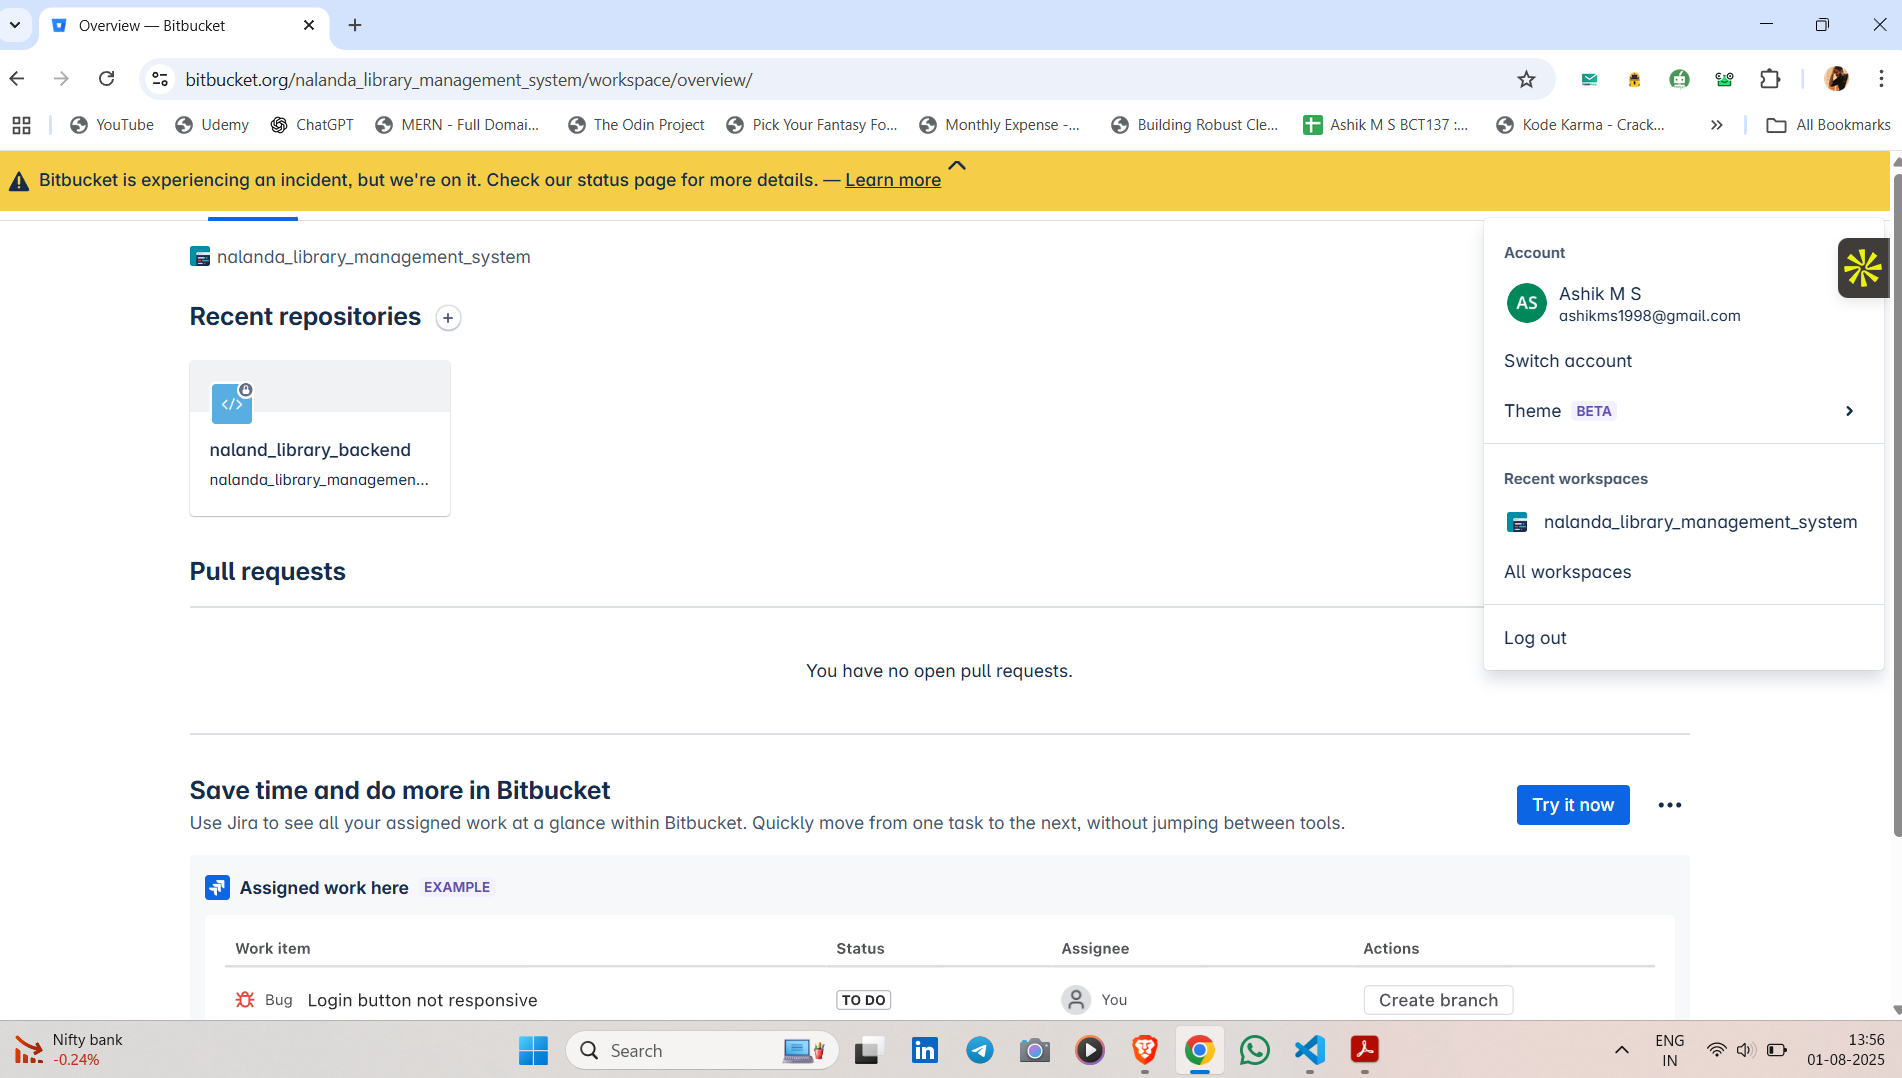 Overview — Bitbucket
bitbucket.org/nalanda_library_management_system/workspace/overview/
YouTube
Udemy
ChatGPT
MERN - Full Domai...
The Odin Project
Pick Your Fantasy Fo...
Monthly Expense -...
Building Robust Cle...
Ashik M S BCT137 :...
Kode Karma - Crack...
All Bookmarks
Bitbucket is experiencing an incident, but we're on it. Check our status page for more details. — Learn more
nalanda_library_management_system
Recent repositories
naland_library_backend
nalanda_library_managemen...
Pull requests
You have no open pull requests.
Account
AS
Ashik M S
ashikms1998@gmail.com
Switch account
Theme BETA
Recent workspaces
nalanda_library_management_system
All workspaces
Log out
Save time and do more in Bitbucket
Use Jira to see all your assigned work at a glance within Bitbucket. Quickly move from one task to the next, without jumping between tools.
Try it now
Assigned work here EXAMPLE
Work item Status Assignee Actions
Bug Login button not responsive TO DO You Create branch
Nifty bank
-0.24%
Search
ENG
IN
13:56
01-08-2025